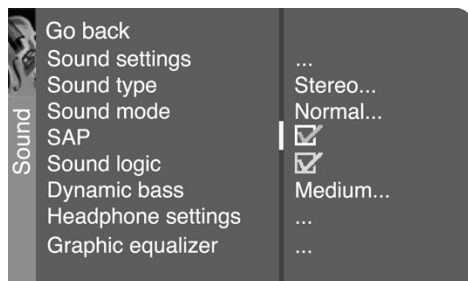 Go back
Sound settings ...
Sound type Stereo...
Sound mode Normal...
SAP
Sound logic
Dynamic bass Medium...
Headphone settings ...
Graphic equalizer ...
Sound